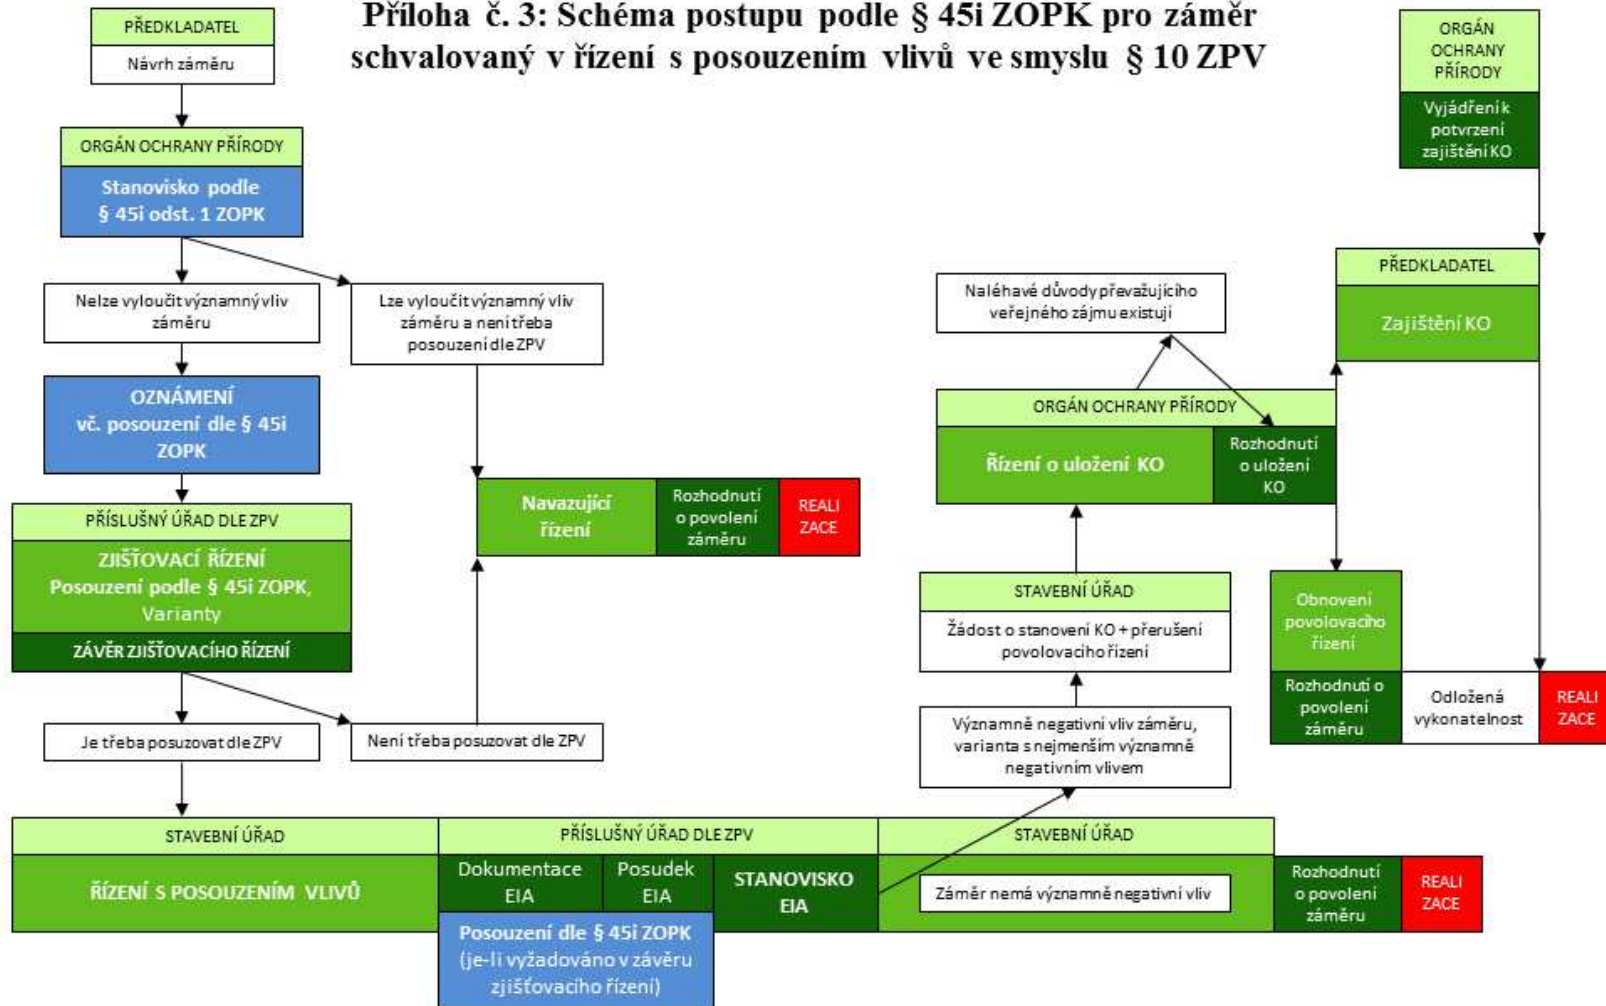 Příloha č. 3: Schéma postupu podle § 45i ZOPK pro záměr
schvalovaný v řízení s posouzením vlivů ve smyslu § 10 ZPV
PŘEDKLADATEL
Návrh záměru
ORGÁN OCHRANY PŘÍRODY
Stanovisko podle
§ 45i odst. 1 ZOPK
Nelze vyloučit významný vliv
záměru
Lze vyloučit významný vliv
záměru a není třeba
posouzení dle ZPV
OZNÁMENÍ
vč. posouzení dle § 45i
ZOPK
PŘÍSLUŠNÝ ÚŘAD DLE ZPV
ZJIŠŤOVACÍ ŘÍZENÍ
Posouzení podle § 45i ZOPK,
Varianty
ZÁVĚR ZJIŠŤOVACÍHO ŘÍZENÍ
Je třeba posuzovat dle ZPV
Není třeba posuzovat dle ZPV
Navazující
řízení
Rozhodnutí
o povolení
záměru
REALI
ZACE
STAVEBNÍ ÚŘAD
ŘÍZENÍ S POSOUZENÍM VLIVŮ
PŘÍSLUŠNÝ ÚŘAD DLE ZPV
Dokumentace
EIA
Posudek
EIA
STANOVISKO
EIA
Posouzení dle § 45i ZOPK
(je-li vyžadováno v závěru
zjišťovacího řízení)
STAVEBNÍ ÚŘAD
Záměr nemá významně negativní vliv
Rozhodnutí
o povolení
záměru
REALI
ZACE
Významně negativní vliv záměru,
varianta s nejmenším významně
negativním vlivem
STAVEBNÍ ÚŘAD
Žádost o stanovení KO + přerušení
povolovacího řízení
ORGÁN OCHRANY PŘÍRODY
Řízení o uložení KO
Rozhodnutí
o uložení
KO
Naléhavé důvody převažujícího
veřejného zájmu existují
ORGÁN
OCHRANY
PŘÍRODY
Vyjádření k
potvrzení
zajištění KO
PŘEDKLADATEL
Zajištění KO
Obnovení
povolovacího
řízení
Rozhodnutí o
povolení
záměru
Odložená
vykonatelnost
REALI
ZACE